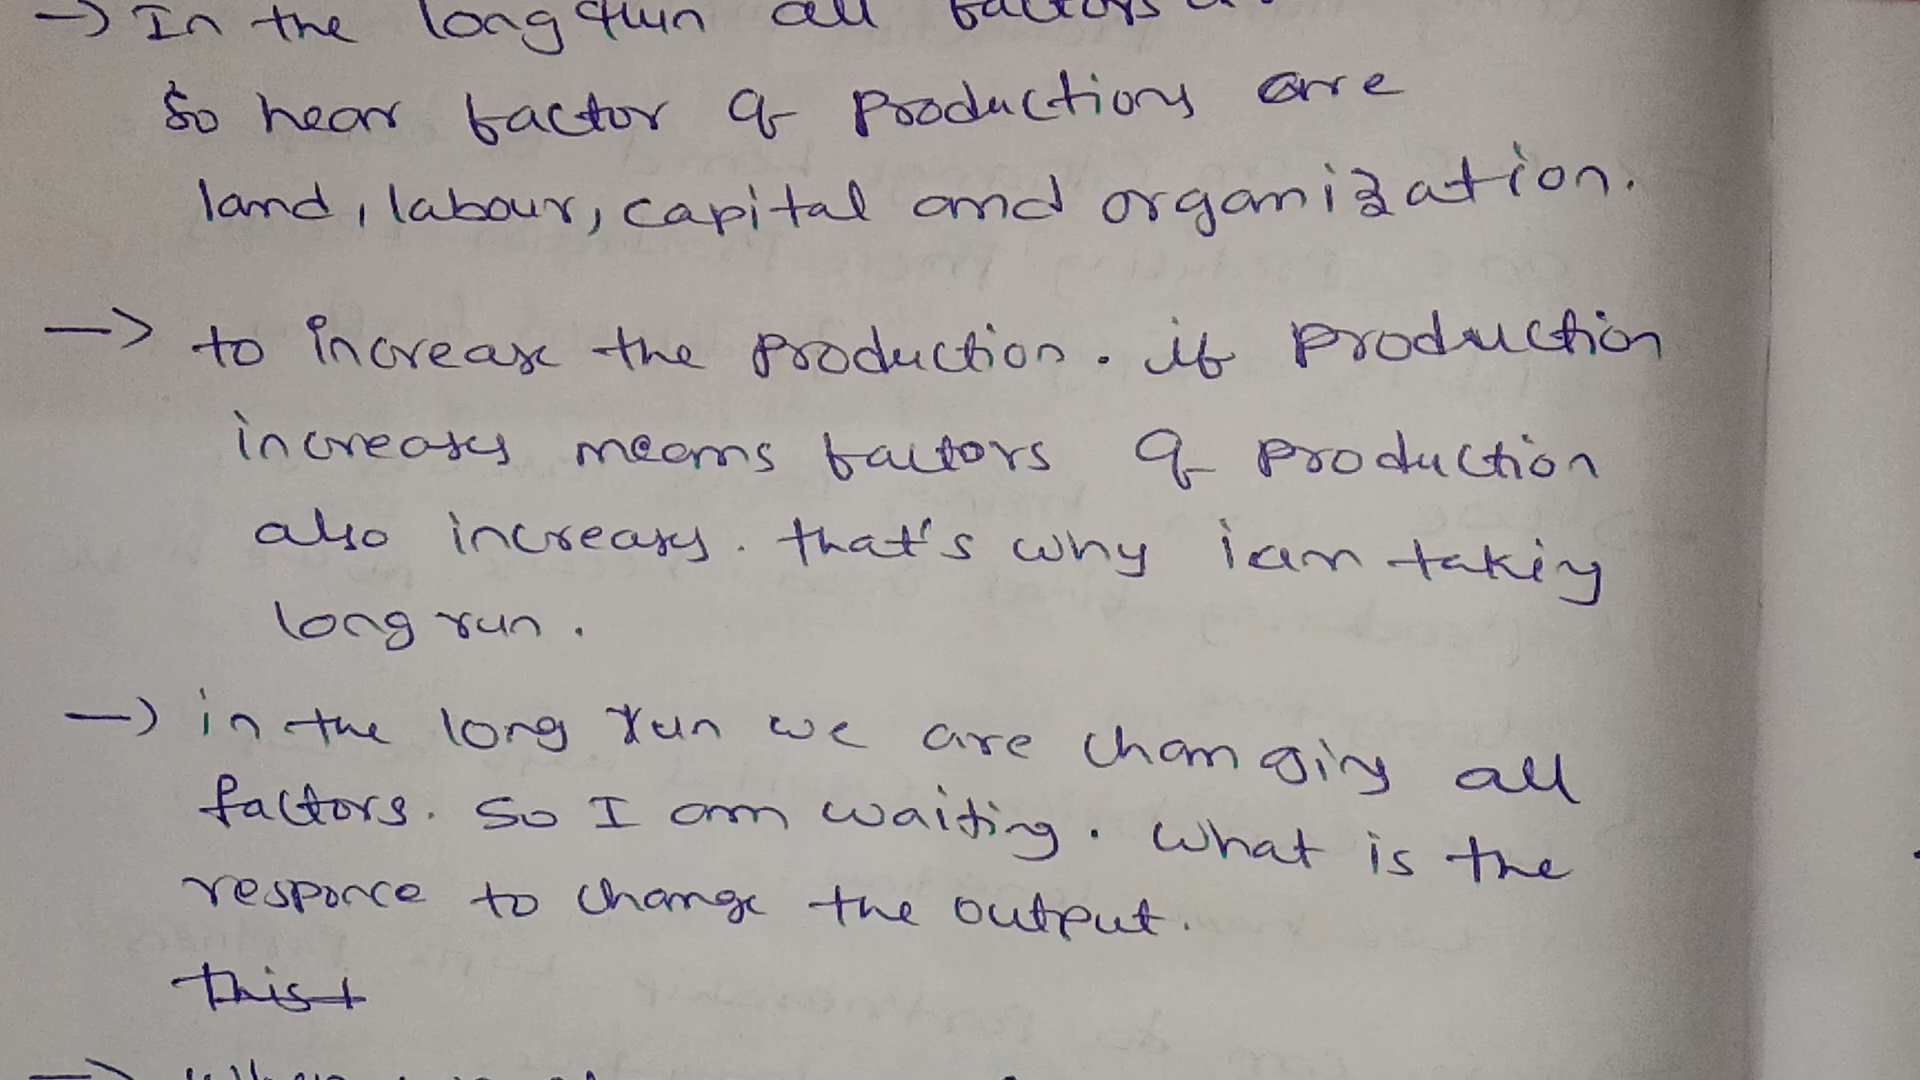 → In the long run all factors
So hear factor of productions are
land, labour, capital and organization.
→ to increase the production. if production
increases means factors of production
also increases. that's why i am taking
long run.
→ in the long run we are changing all
factors. So I am waiting. What is the
responce to change the output.
this